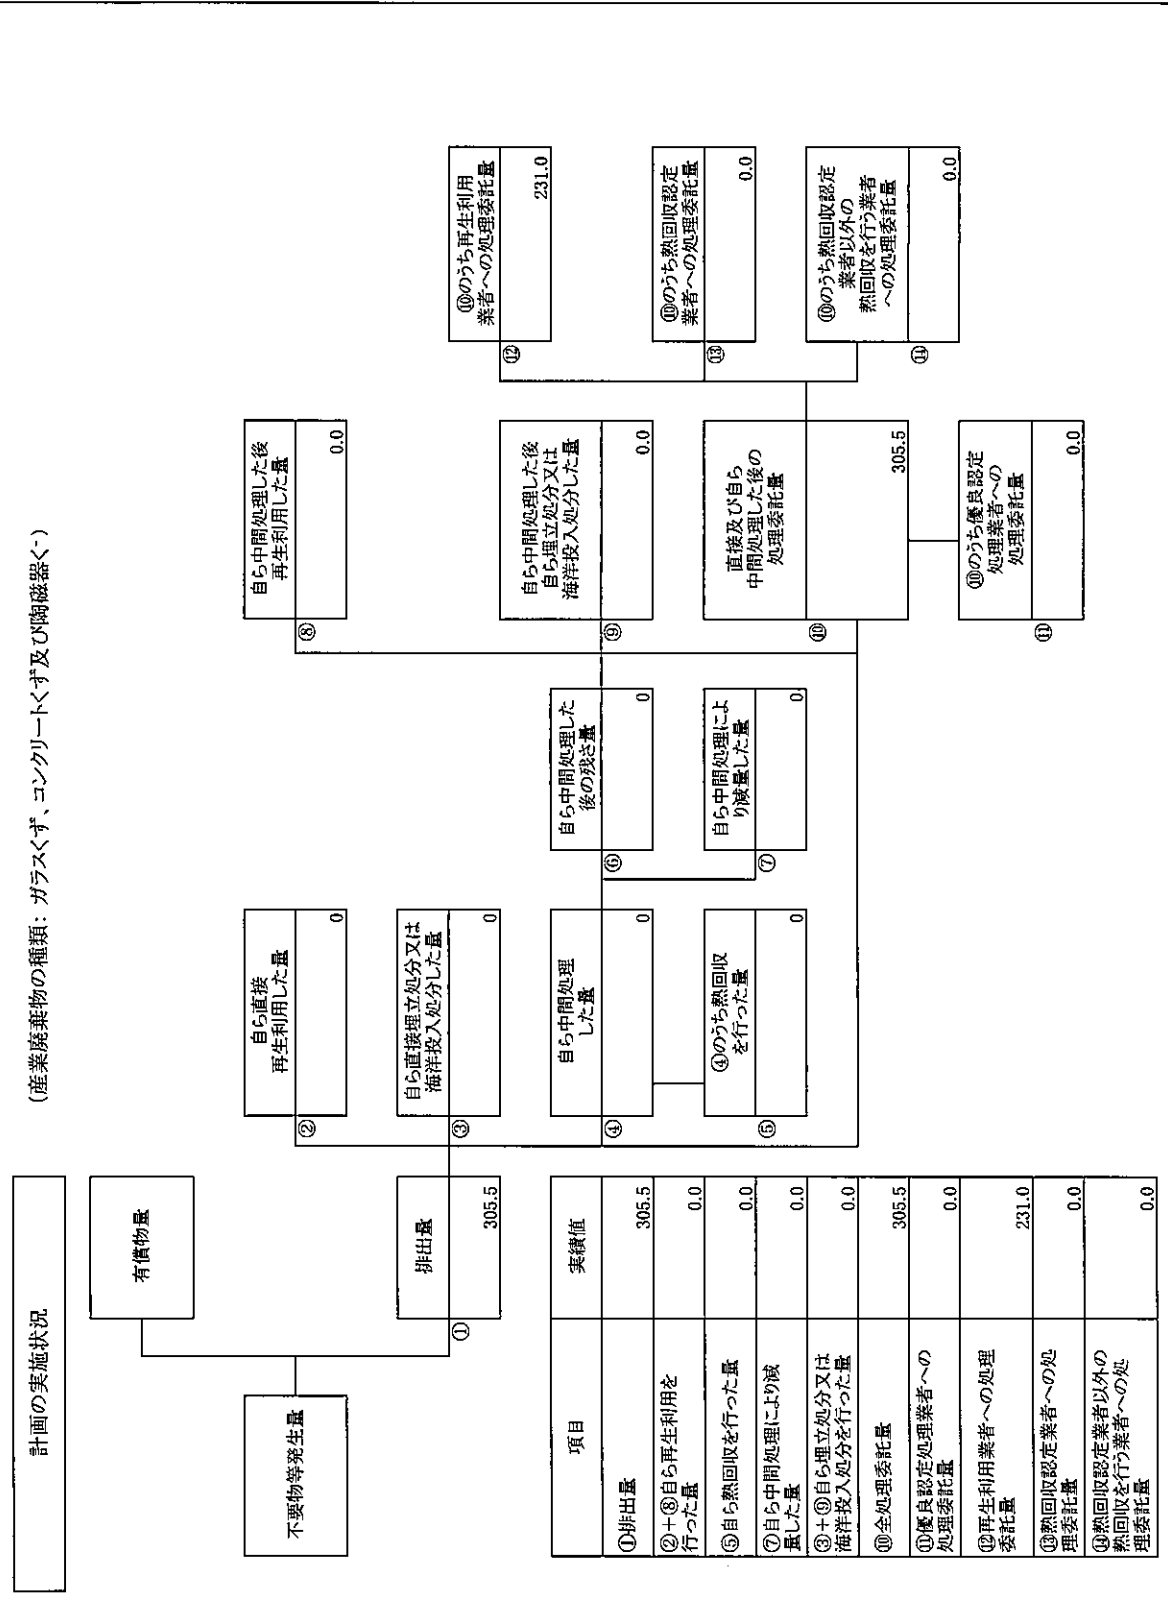 計画の実施状況
(産業廃棄物の種類: ガラスくず、コンクリートくず及び陶磁器く
不要物等発生量
有償物量
①
排出量
305.5
②
自ら直接
再生利用した量
0
③
自ら直接埋立処分又は
海洋投入処分した量
0
④
自ら中間処理
した量
0
⑤
④のうち熱回収
を行った量
0
⑥
自ら中間処理した
後の残さ量
0
⑦
自ら中間処理によ
り減量した量
0
⑧
自ら中間処理した後
再生利用した量
0.0
⑨
自ら中間処理した後
自ら埋立処分又は
海洋投入処分した量
0.0
⑩
直接及び自ら
中間処理した後の
処理委託量
305.5
⑪
⑩のうち優良認定
処理業者への
処理委託量
0.0
⑫
⑩のうち再生利用
業者への処理委託量
231.0
⑬
⑩のうち熱回収認定
業者への処理委託量
0.0
⑭
⑩のうち熱回収認定
業者以外の
熱回収を行う業者
への処理委託量
0.0
項目 実績値
①排出量 305.5
②+⑧自ら再生利用を
行った量 0.0
⑤自ら熱回収を行った量 0.0
⑦自ら中間処理により減
量した量 0.0
③+⑨自ら埋立処分又は
海洋投入処分を行った量 0.0
⑩全処理委託量 305.5
⑪優良認定処理業者への
処理委託量 0.0
⑫再生利用業者への処理
委託量 231.0
⑬熱回収認定業者への処
理委託量 0.0
⑭熱回収認定業者以外の
熱回収を行う業者への処
理委託量 0.0